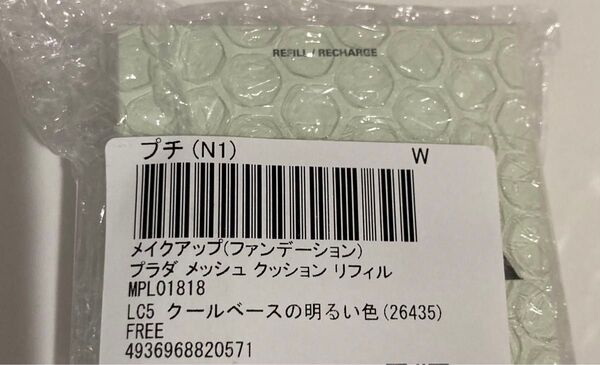 REFILL / RECHARGE
プチ (N1) W
メイクアップ(ファンデーション)
プラダ メッシュ クッション リフィル
MPL01818
LC5 クールベースの明るい色(26435)
FREE
4936968820571